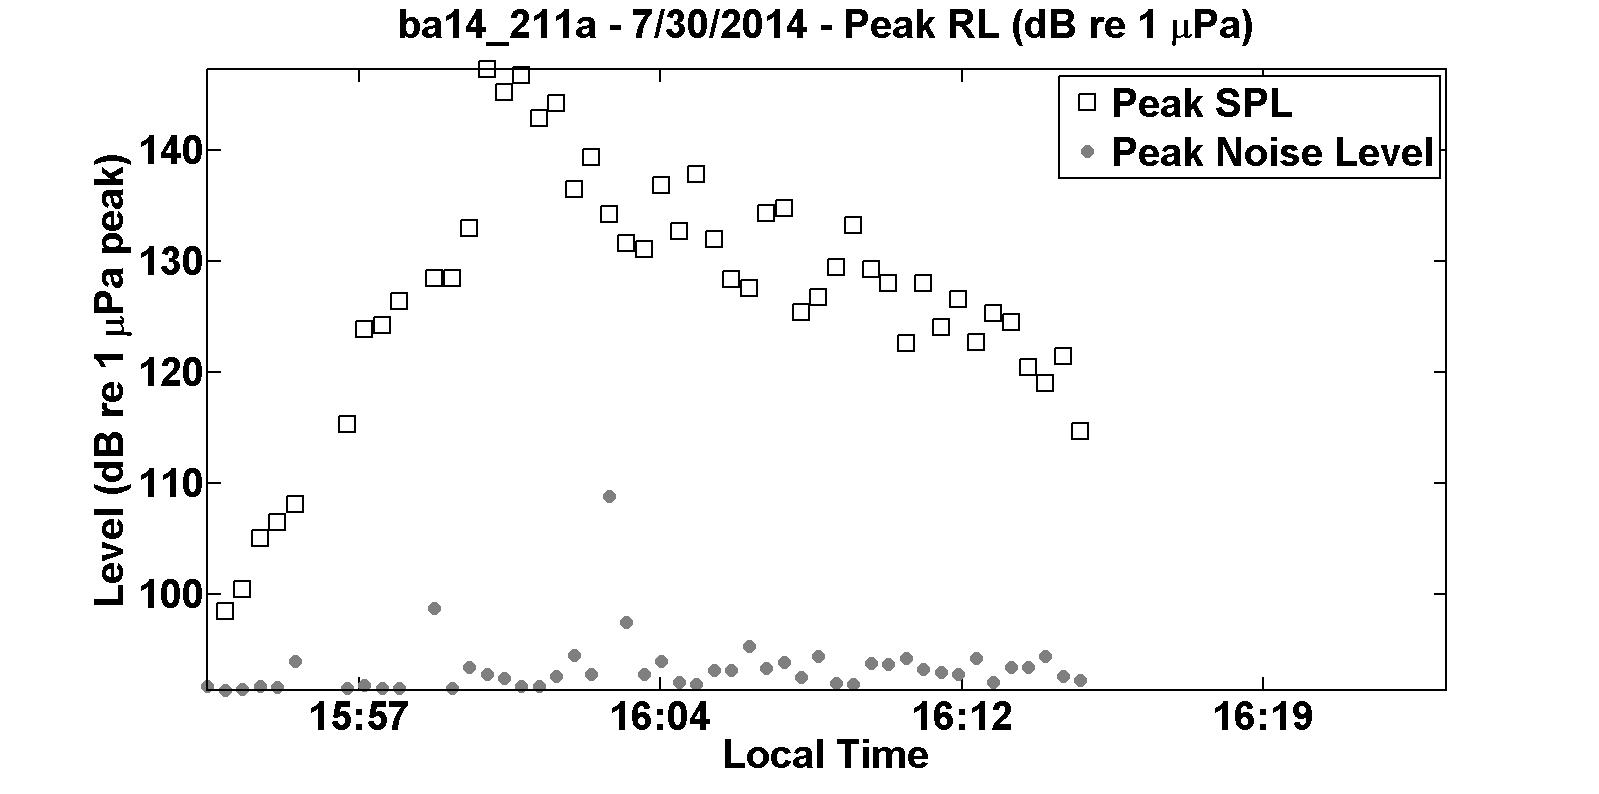 ba14_211a - 7/30/2014 - Peak RL (dB re 1 μPa)
Peak SPL
Peak Noise Level
Level (dB re 1 μPa peak)
140
130
120
110
100
15:57
16:04
16:12
16:19
Local Time